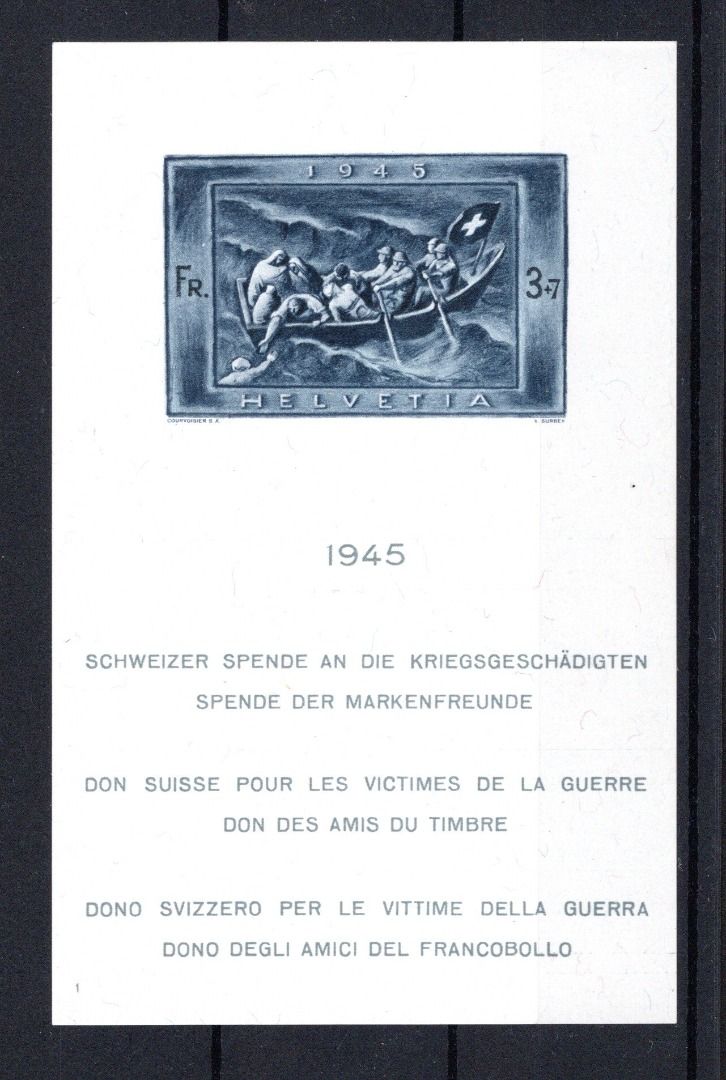 1945
FR. 3+7
HELVETIA
COURVOISIER S.A.
1945
SCHWEIZER SPENDE AN DIE KRIEGSGESCHÄDIGTEN
SPENDE DER MARKENFREUNDE
DON SUISSE POUR LES VICTIMES DE LA GUERRE
DON DES AMIS DU TIMBRE
DONO SVIZZERO PER LE VITTIME DELLA GUERRA
DONO DEGLI AMICI DEL FRANCOBOLLO
1